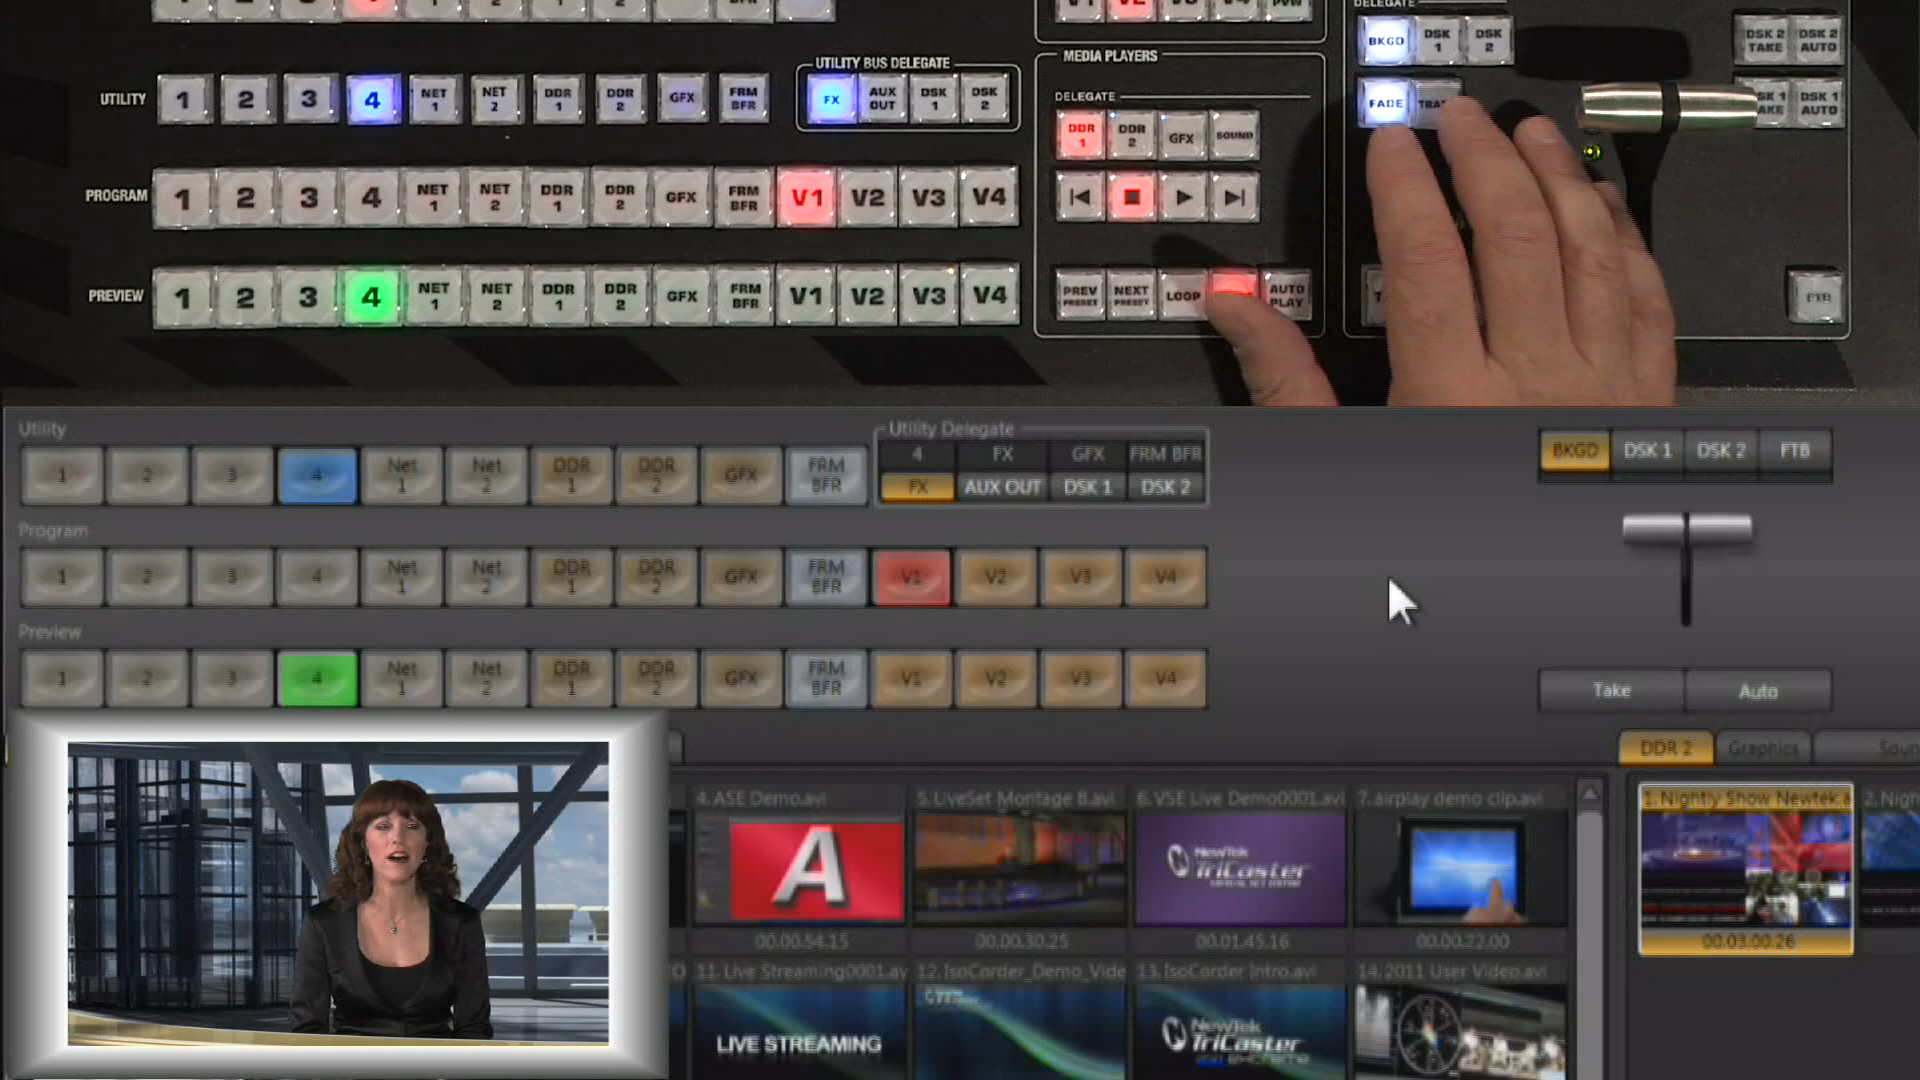 DELEGATE
BKGD DSK 1 DSK 2
DSK 2 TAKE DSK 2 AUTO
UTILITY 1 2 3 4 NET 1 NET 2 DDR 1 DDR 2 GFX FRM BFR
UTILITY BUS DELEGATE
FX AUX OUT DSK 1 DSK 2
MEDIA PLAYERS
DELEGATE
DDR 1 DDR 2 GFX SOUND
FADE
DSK 1 AUTO
PROGRAM 1 2 3 4 NET 1 NET 2 DDR 1 DDR 2 GFX FRM BFR V1 V2 V3 V4
PREVIEW 1 2 3 4 NET 1 NET 2 DDR 1 DDR 2 GFX FRM BFR V1 V2 V3 V4
PREV PRESET NEXT PRESET LOOP AUTO PLAY
FTB
Utility
1 2 3 4 Net 1 Net 2 DDR 1 DDR 2 GFX FRM BFR
Utility Delegate
4 FX GFX FRM BFR
FX AUX OUT DSK 1 DSK 2
BKGD DSK 1 DSK 2 FTB
Program
1 2 3 4 Net 1 Net 2 DDR 1 DDR 2 GFX FRM BFR V1 V2 V3 V4
Preview
1 2 3 4 Net 1 Net 2 DDR 1 DDR 2 GFX FRM BFR V1 V2 V3 V4
Take Auto
DDR 2 Graphics Soun
4. ASE Demo.avi
A
00.00.54.15
5. LiveSet Montage B.avi
00.00.30.25
6. VSE Live Demo0001.avi
NewTek
TriCaster
00.01.45.16
7. airplay demo clip.avi
00.00.22.00
1. Nightly Show Newtek.a
00.03.00.26
2. Nigh
11. Live Streaming0001.av
LIVE STREAMING
12. IsoCorder_Demo_Vide
13. IsoCorder Intro.avi
NewTek
TriCaster
14. 2011 User Video.avi